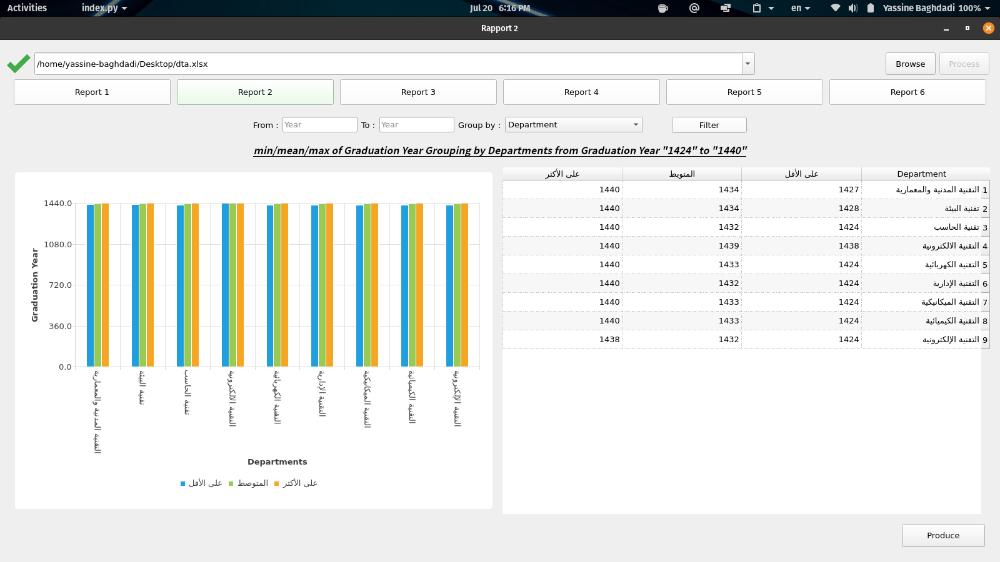 Activities index.py Jul 20 6:16 PM en Yassine Baghdadi 100%
Rapport 2
/home/yassine-baghdadi/Desktop/dta.xlsx Browse Process
Report 1 Report 2 Report 3 Report 4 Report 5 Report 6
From : Year To : Year Group by : Department Filter
min/mean/max of Graduation Year Grouping by Departments from Graduation Year "1424" to "1440"
Graduation Year
1440.0
1080.0
720.0
360.0
0.0
التقنية المدنية والمعمارية
تقنية البيئة
تقنية الحاسب
التقنية الالكترونية
التقنية الكهربائية
التقنية الإدارية
التقنية الميكانيكية
التقنية الكيميائية
التقنية الإلكترونية
Departments
على الأقل المتوصط على الأكثر
على الأكثر المتويط على الأقل Department
1440 1434 1427 التقنية المدنية والمعمارية 1
1440 1434 1428 تقنية البيئة 2
1440 1432 1424 تقنية الحاسب 3
1440 1439 1438 التقنية الالكترونية 4
1440 1433 1424 التقنية الكهربائية 5
1440 1432 1424 التقنية الإدارية 6
1440 1433 1424 التقنية الميكانيكية 7
1440 1433 1424 التقنية الكيميائية 8
1438 1432 1424 التقنية الإلكترونية 9
Produce